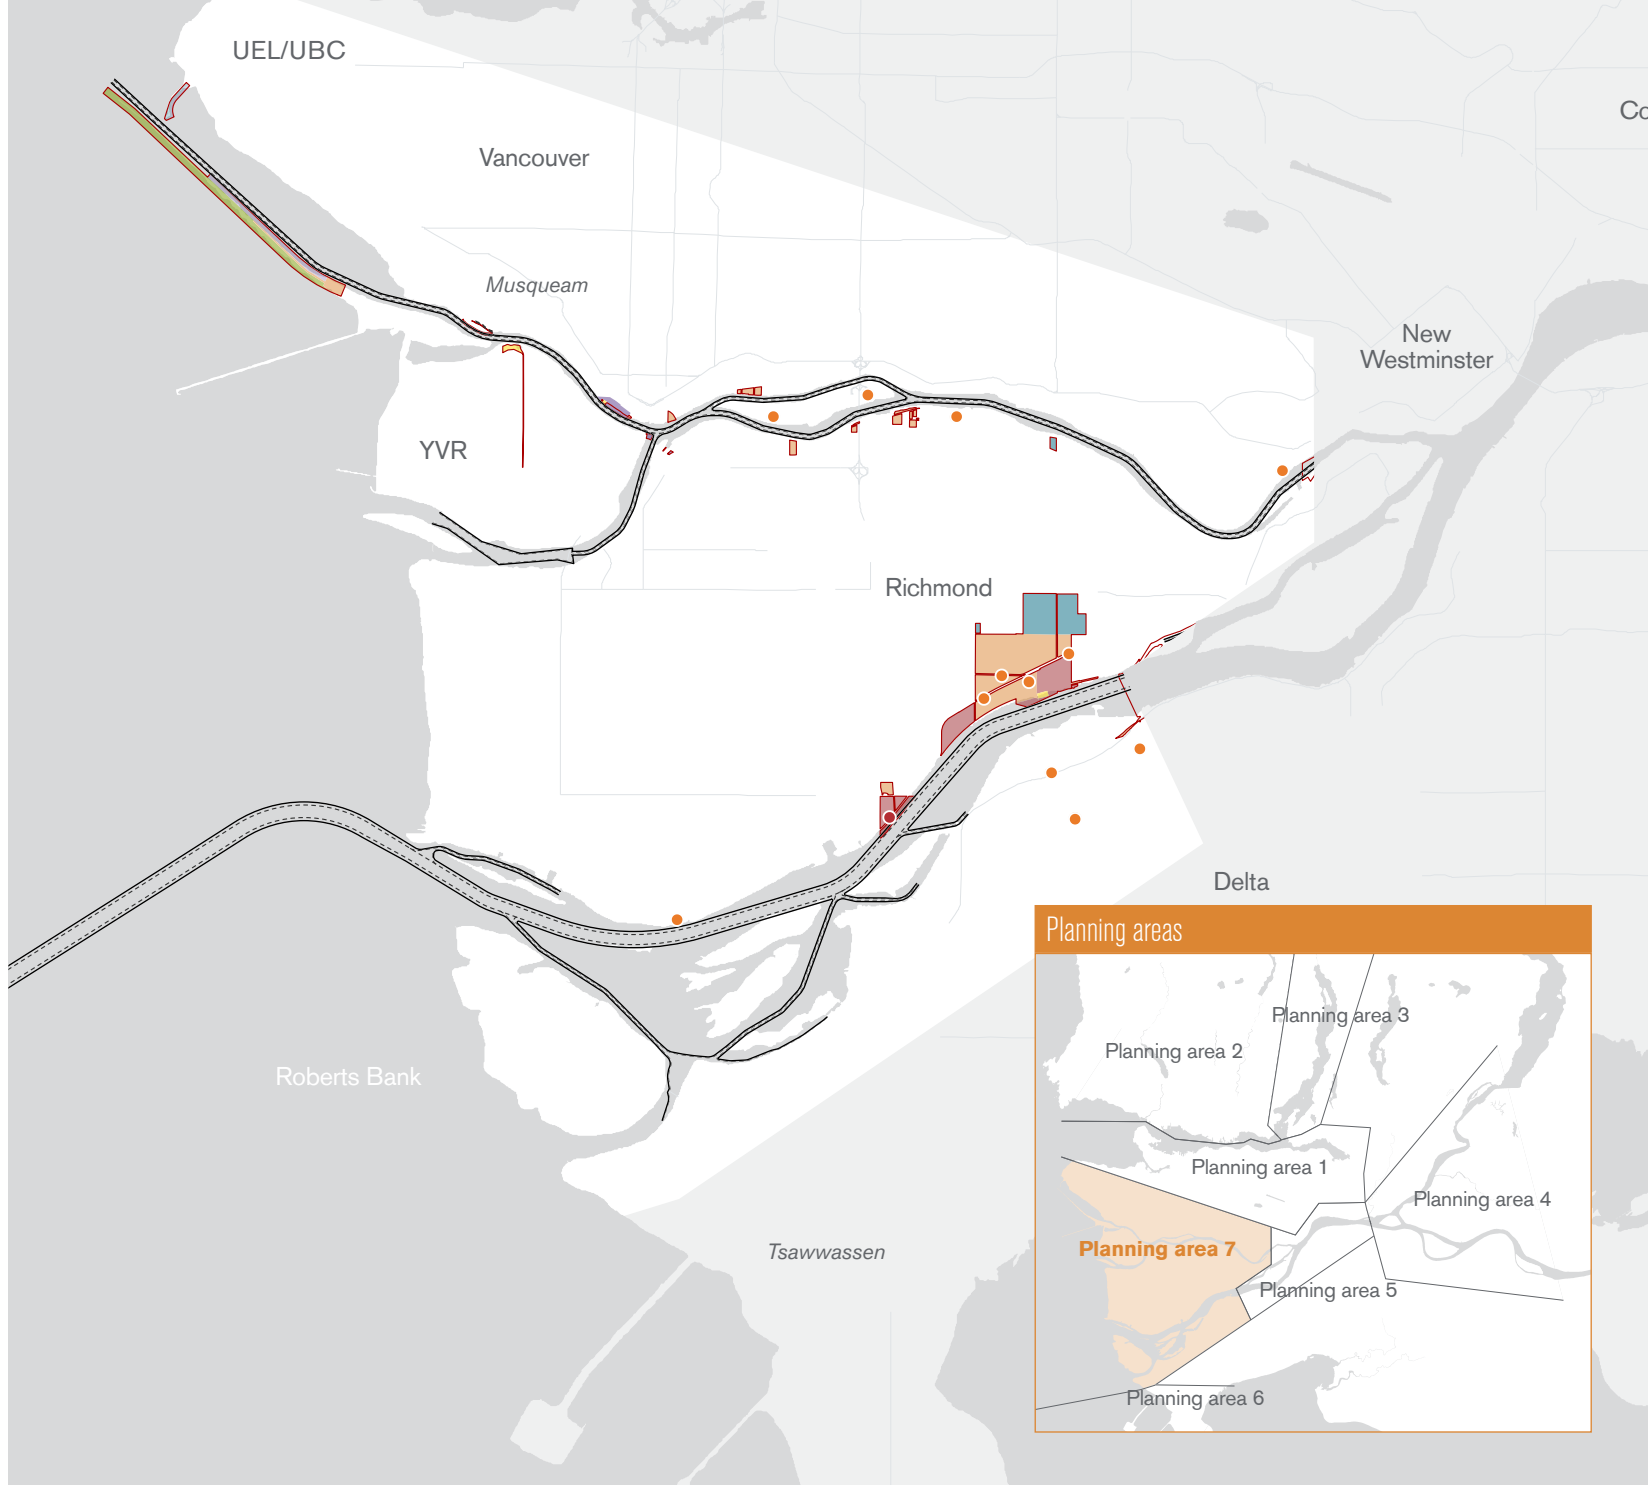 UEL/UBC
Co
Vancouver
Musqueam
New
Westminster
YVR
Richmond
Delta
Planning areas
Planning area 3
Planning area 2
Roberts Bank
Planning area 1
Planning area 4
Planning area 7
Tsawwassen
Planning area 5
Planning area 6